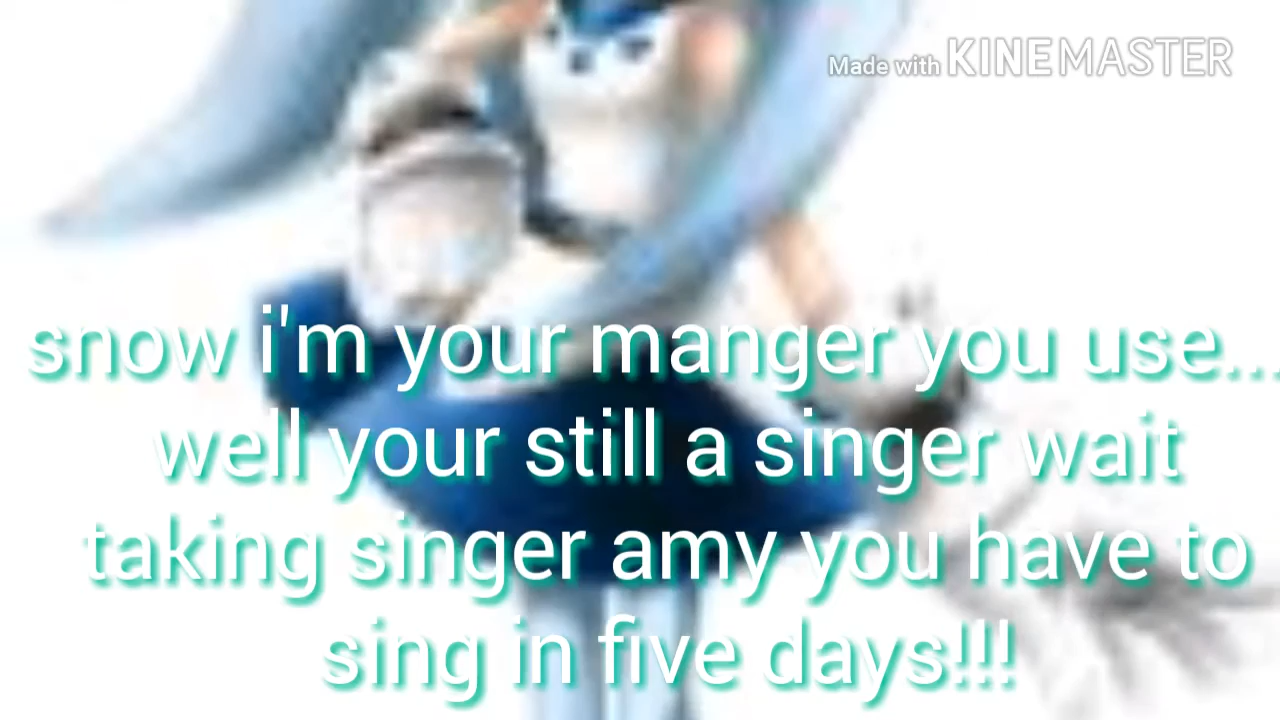 Made with KINEMASTER
snow i'm your manger you use...
well your still a singer wait
taking singer amy you have to
sing in five days!!!